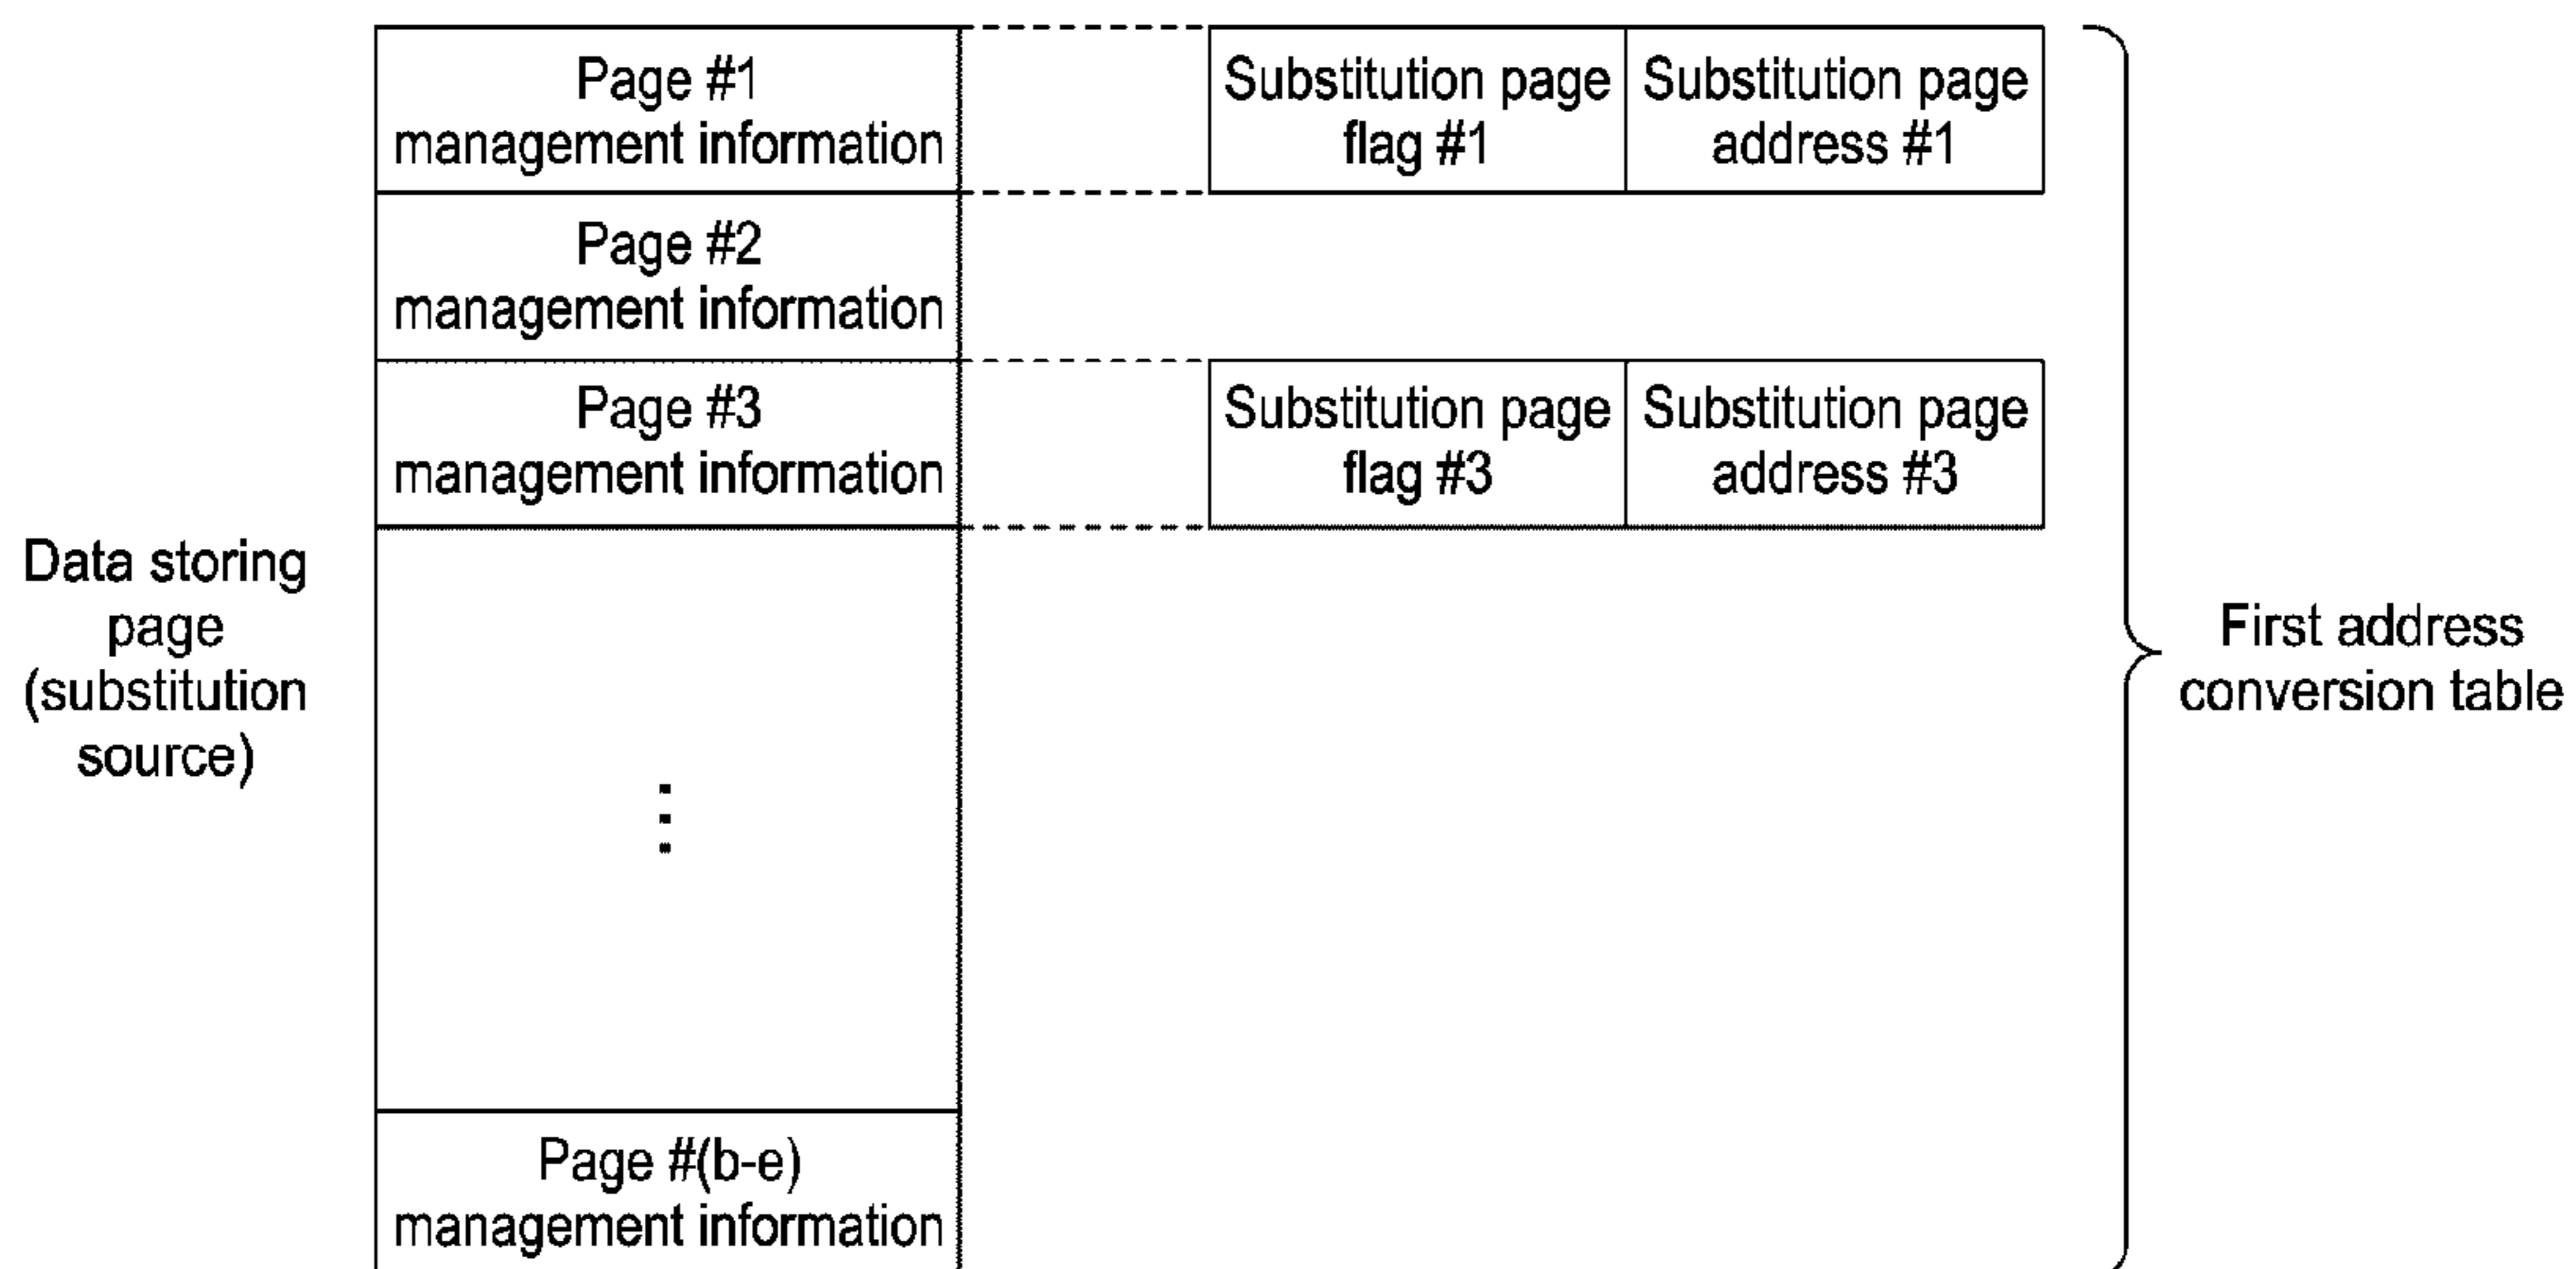 Page #1
management information
Substitution page
flag #1
Substitution page
address #1
Page #2
management information
Page #3
management information
Substitution page
flag #3
Substitution page
address #3
Data storing
page
(substitution
source)
First address
conversion table
Page #(b-e)
management information